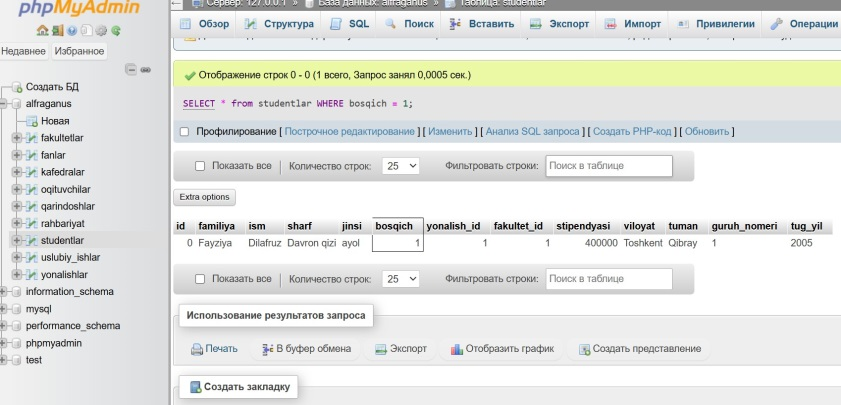 phpMyAdmin
Недавнее Избранное
Создать БД
alfraganus
Новая
fakultetlar
fanlar
kafedralar
oqituvchilar
qarindoshlar
rahbariyat
studentlar
uslubiy_ishlar
yonalishlar
information_schema
mysql
performance_schema
phpmyadmin
test
Сервер: 127.0.0.1 » База данных: alfraganus » Таблица: studentlar
Обзор Структура SQL Поиск Вставить Экспорт Импорт Привилегии Операции
Отображение строк 0 - 0 (1 всего, Запрос занял 0,0005 сек.)
SELECT * from studentlar WHERE bosqich = 1;
Профилирование [ Построчное редактирование ] [ Изменить ] [ Анализ SQL запроса ] [ Создать PHP-код ] [ Обновить ]
Показать все | Количество строк: 25 Фильтровать строки: Поиск в таблице
Extra options
id familiya ism sharf jinsi bosqich yonalish_id fakultet_id stipendyasi viloyat tuman guruh_nomeri tug_yil
0 Fayziya Dilafruz Davron qizi ayol 1 1 1 400000 Toshkent Qibray 1 2005
Показать все | Количество строк: 25 Фильтровать строки: Поиск в таблице
Использование результатов запроса
Печать В буфер обмена Экспорт Отобразить график Создать представление
Создать закладку